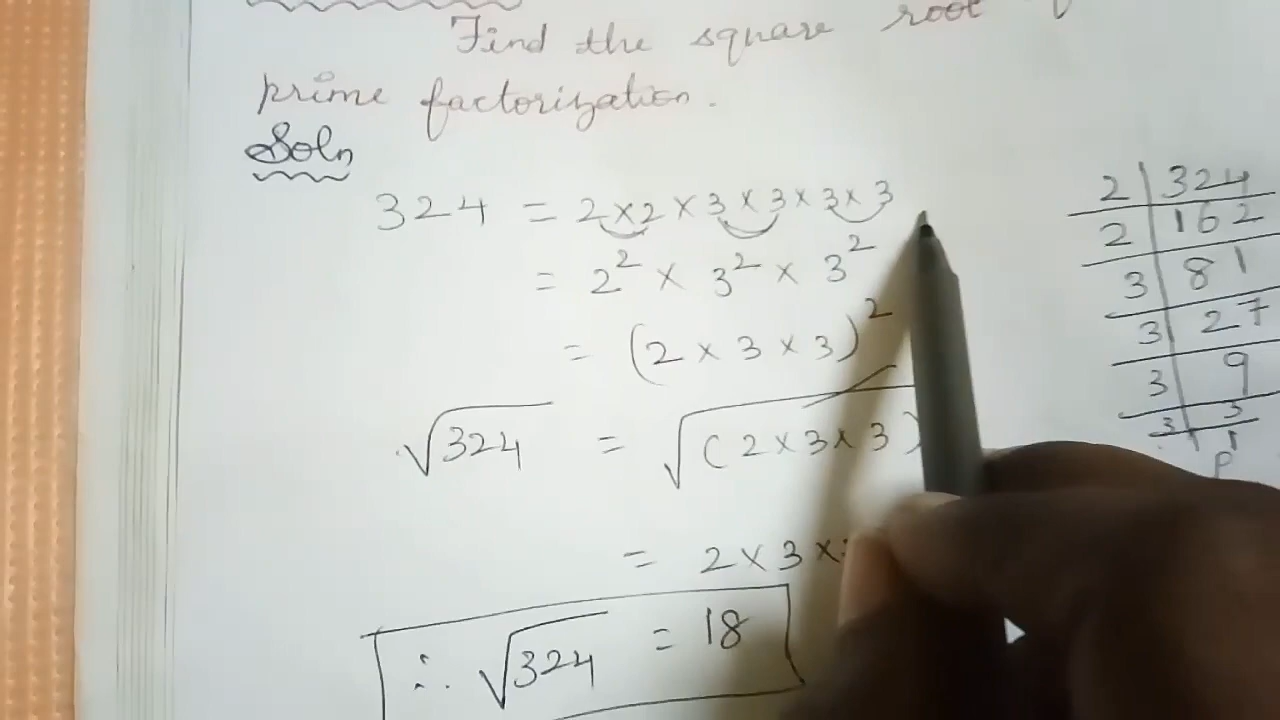 Find the square root
prime factorization.
Soln
324 = 2×2×3×3×3×3
= 2² × 3² × 3²
= (2 × 3 × 3)²
√324 = √(2×3×3)
= 2×3×
∴ √324 = 18
2 | 324
2 | 162
3 | 81
3 | 27
3 | 9
3 | 3
1